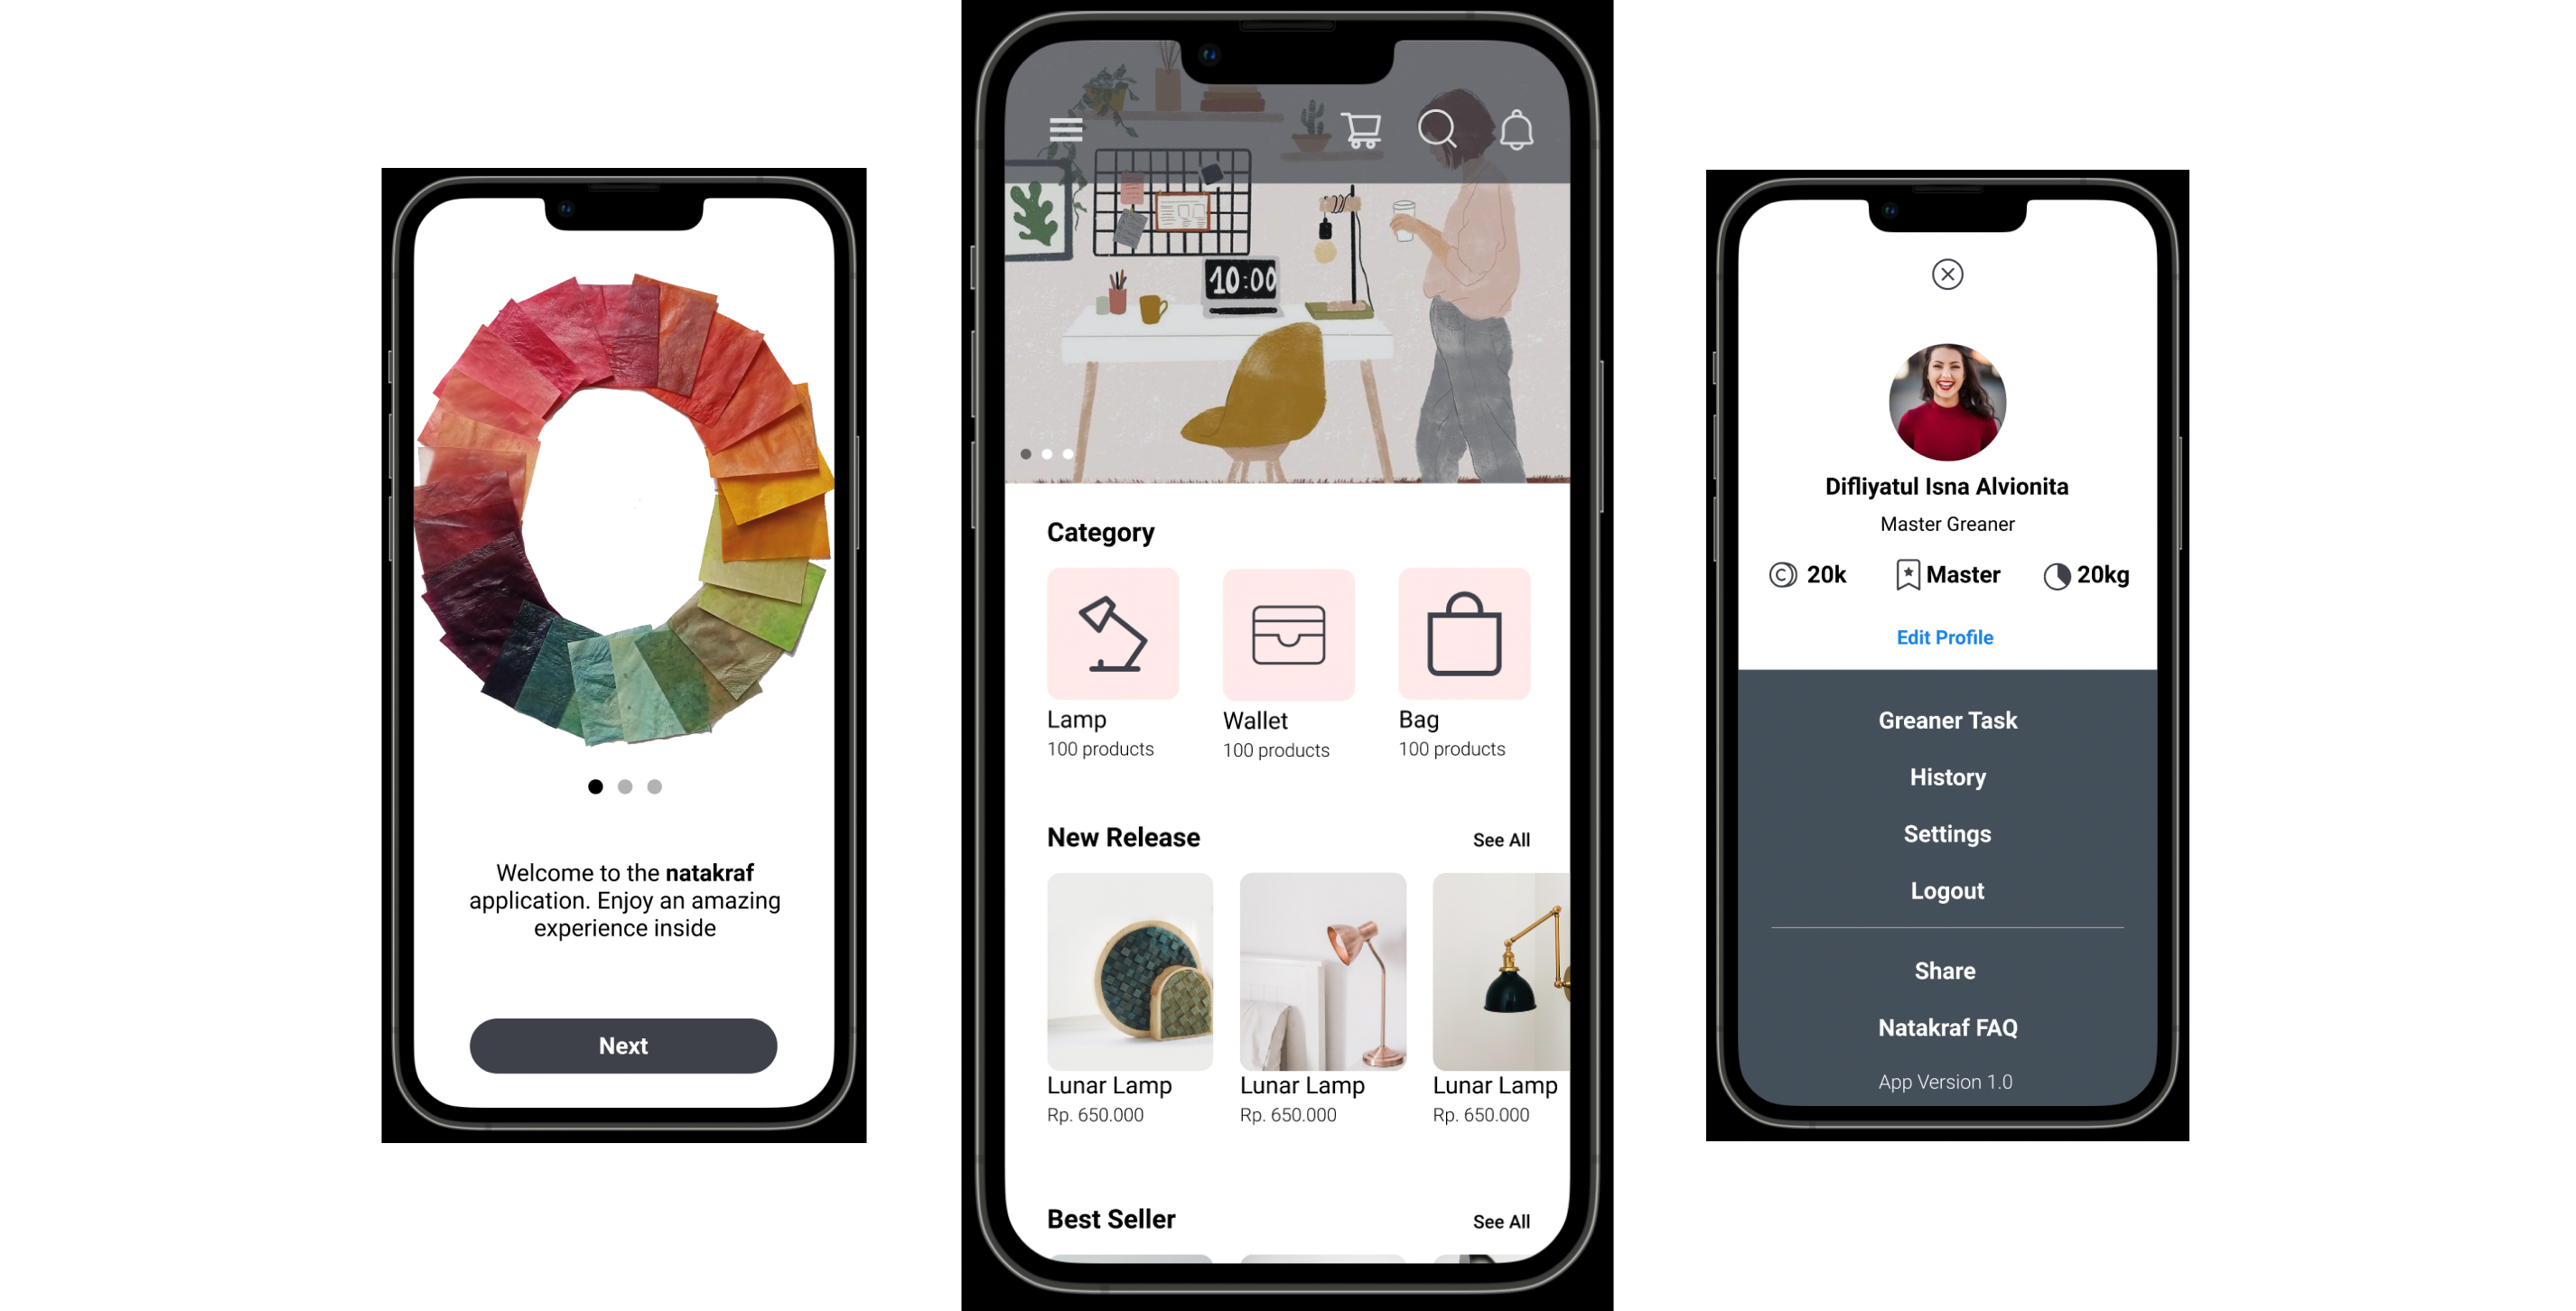 Welcome to the natakraf
application. Enjoy an amazing
experience inside
Next
10:00
Category
Lamp
100 products
Wallet
100 products
Bag
100 products
New Release
See All
Lunar Lamp
Rp. 650.000
Lunar Lamp
Rp. 650.000
Lunar Lamp
Rp. 650.000
Best Seller
See All
Difliyatul Isna Alvionita
Master Greaner
20k
Master
20kg
Edit Profile
Greaner Task
History
Settings
Logout
Share
Natakraf FAQ
App Version 1.0